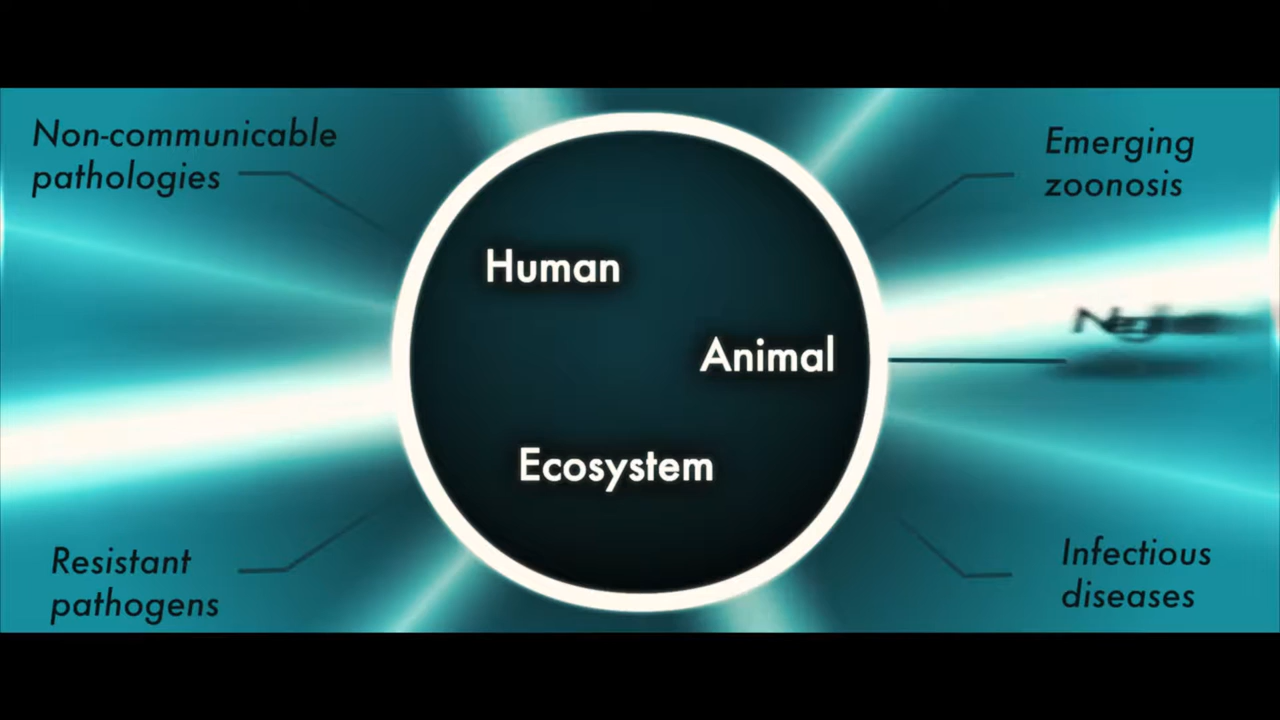 Non-communicable
pathologies
Emerging
zoonosis
Human
Animal
Ecosystem
Resistant
pathogens
Infectious
diseases